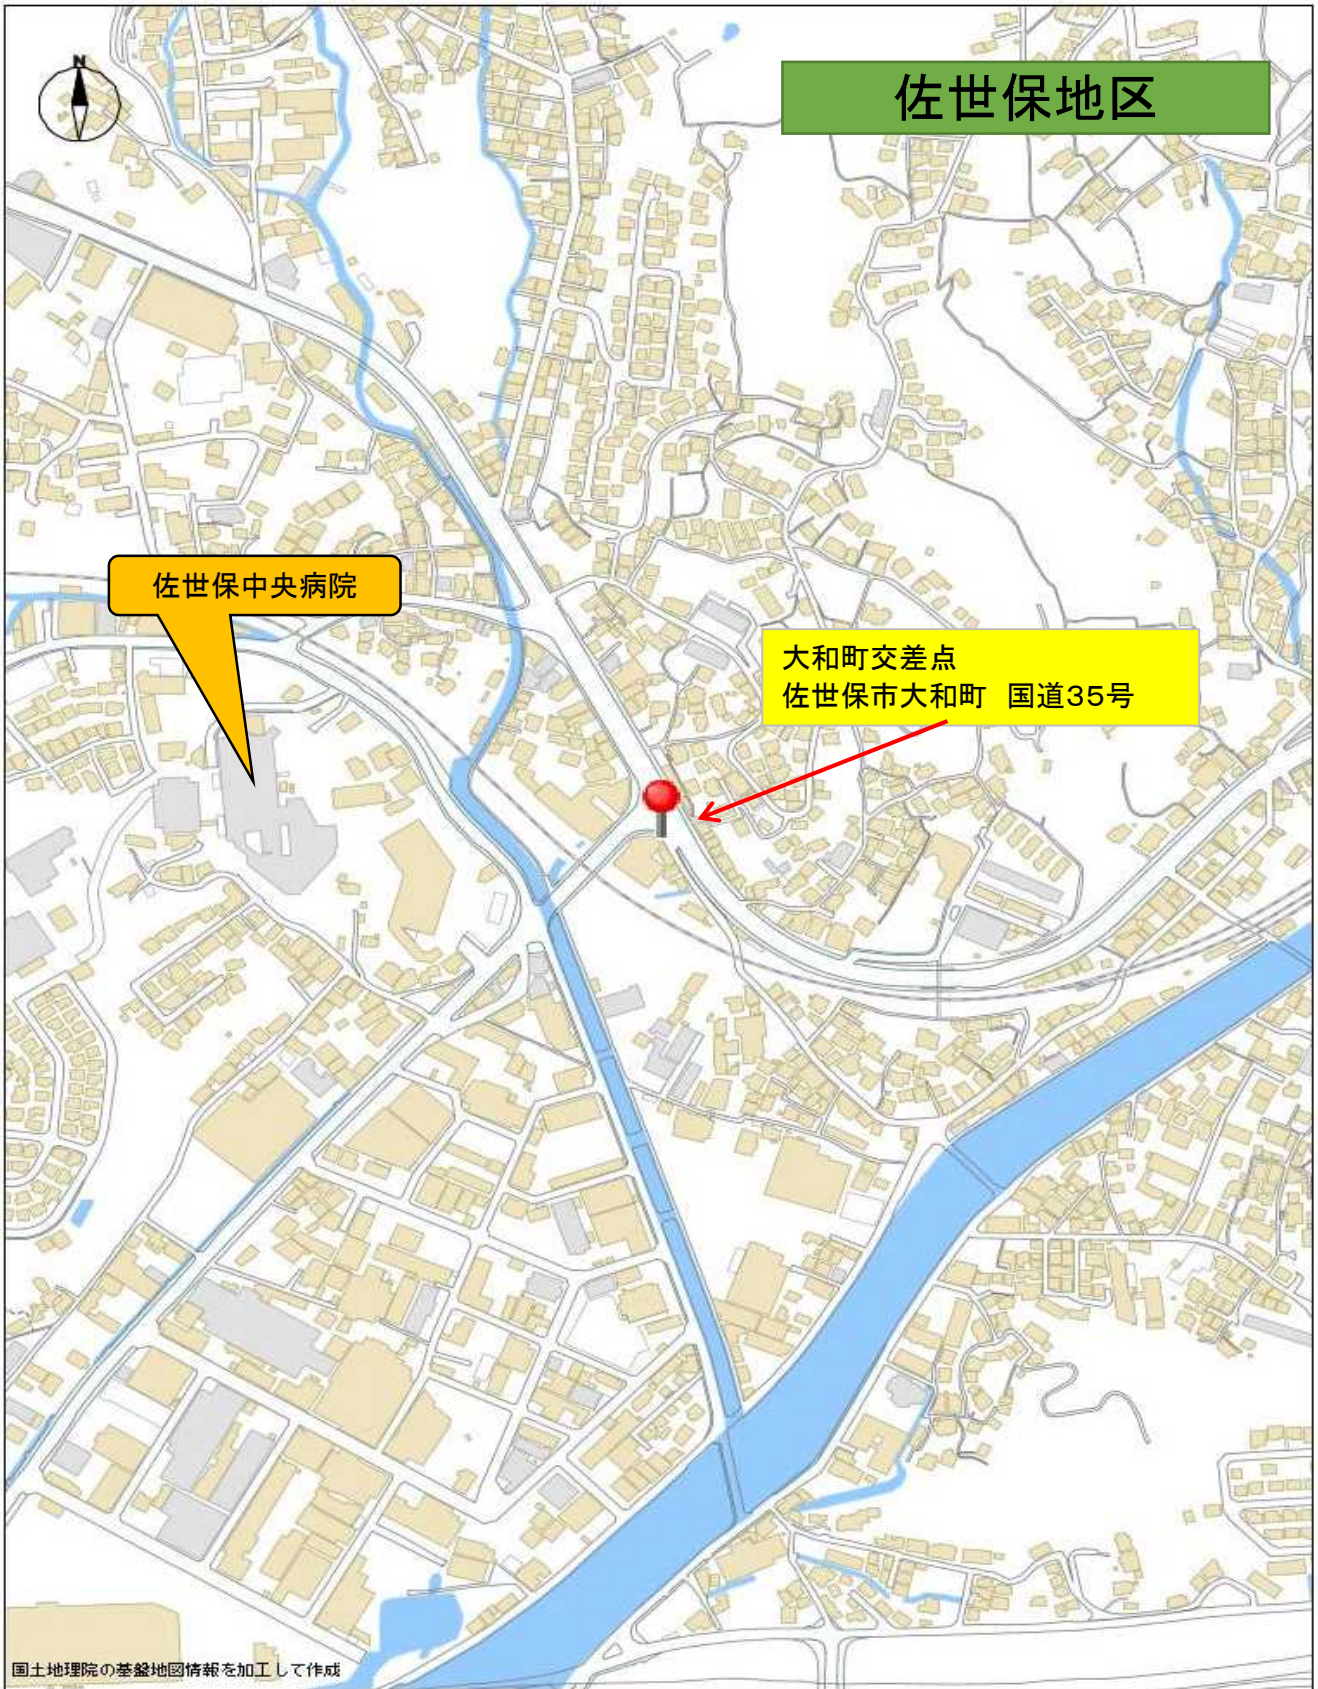 N
佐世保地区
佐世保中央病院
大和町交差点
佐世保市大和町　国道35号
国土地理院の基盤地図情報を加工して作成